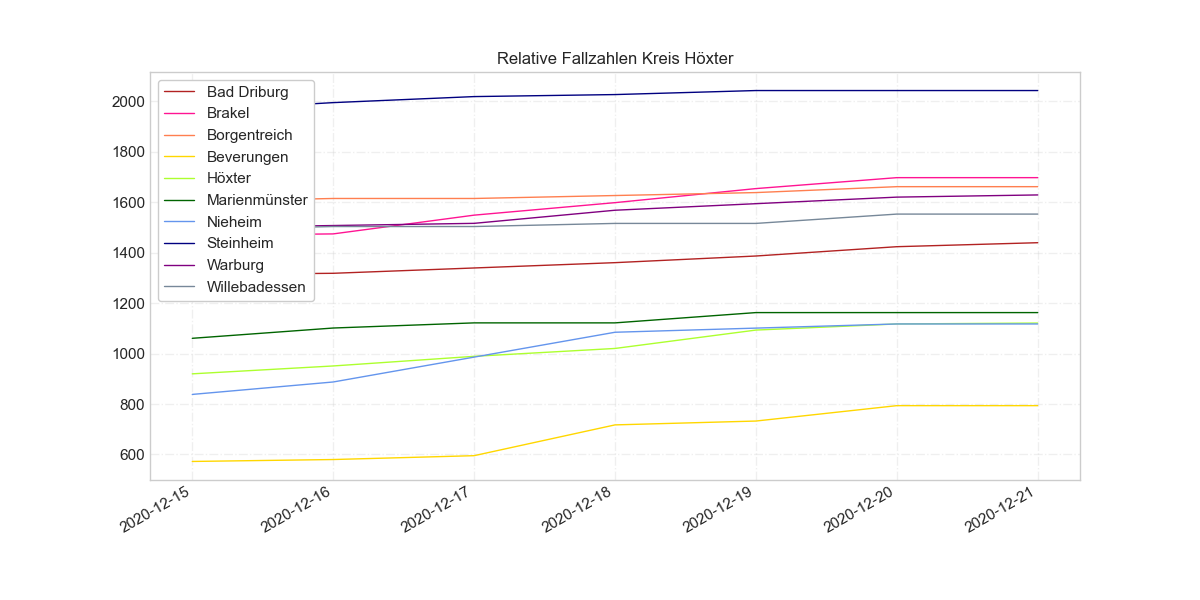 Relative Fallzahlen Kreis Höxter
Bad Driburg
Brakel
Borgentreich
Beverungen
Höxter
Marienmünster
Nieheim
Steinheim
Warburg
Willebadessen
2000
1800
1600
1400
1200
1000
800
600
2020-12-15
2020-12-16
2020-12-17
2020-12-18
2020-12-19
2020-12-20
2020-12-21